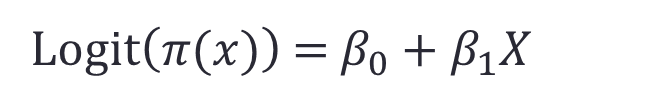 Logit(π(x)) = β₀ + β₁X